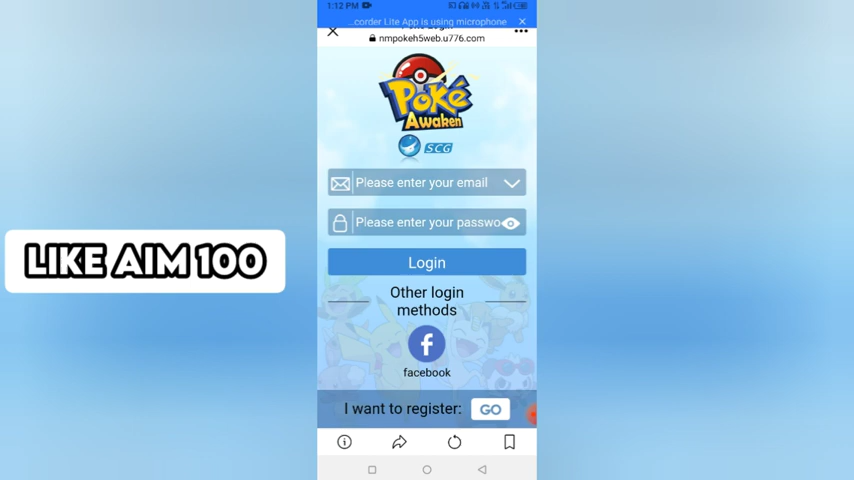 1:12 PM
...corder Lite App is using microphone
nmpokeh5web.u776.com
Poké
Awaken
SCG
Please enter your email
Please enter your passwo
Login
Other login
methods
f
facebook
I want to register: GO
LIKE AIM 100